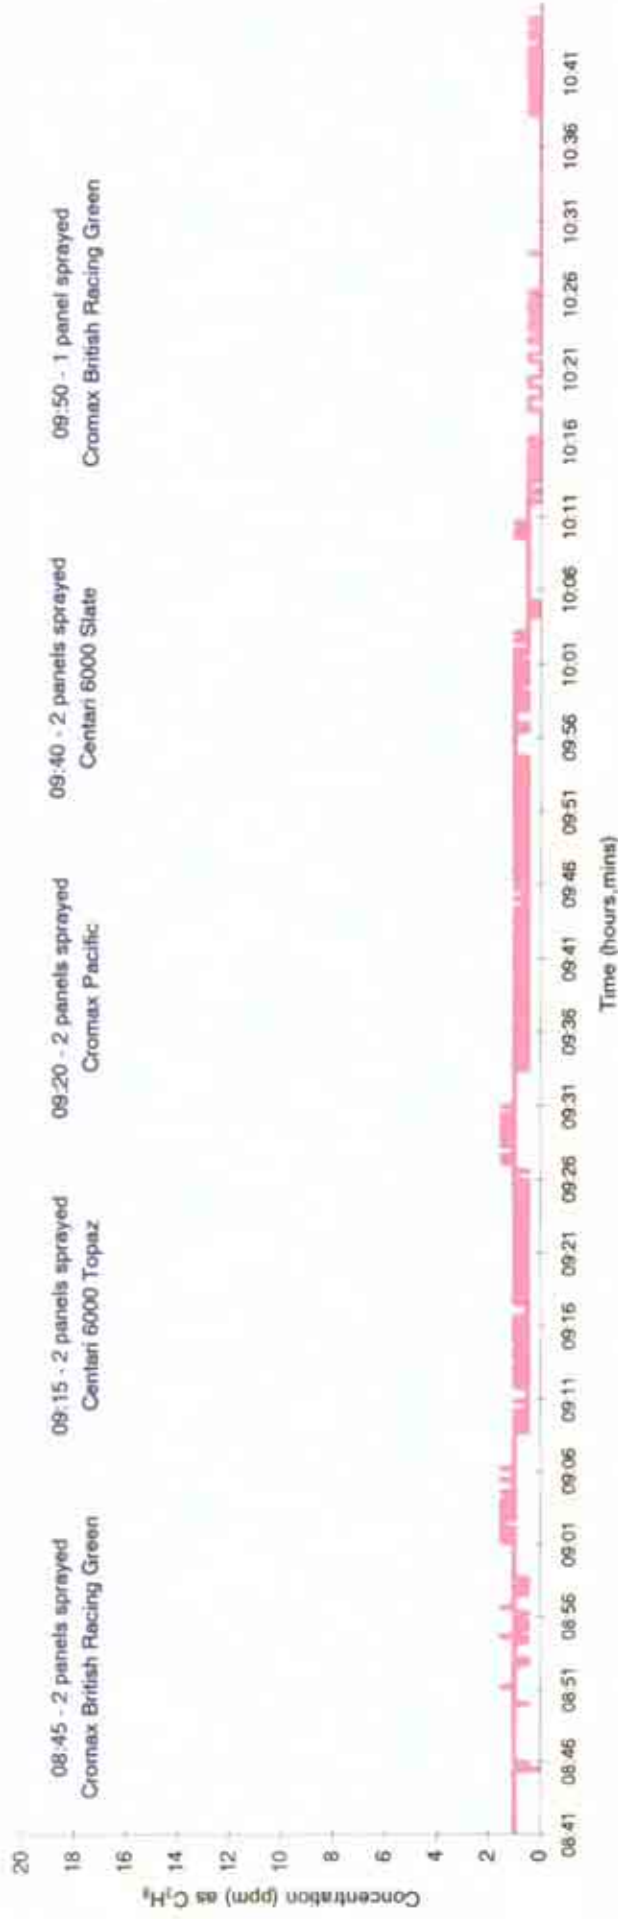 08:45 - 2 panels sprayed
Cromax British Racing Green
09:15 - 2 panels sprayed
Centari 6000 Topaz
09:20 - 2 panels sprayed
Cromax Pacific
09:40 - 2 panels sprayed
Centari 6000 Slate
09:50 - 1 panel sprayed
Cromax British Racing Green
Concentration (ppm) as C₃H₈
20
18
16
14
12
10
8
6
4
2
0
08:41 08:46 08:51 08:56 09:01 09:06 09:11 09:16 09:21 09:26 09:31 09:36 09:41 09:46 09:51 09:56 10:01 10:06 10:11 10:16 10:21 10:26 10:31 10:36 10:41
Time (hours,mins)